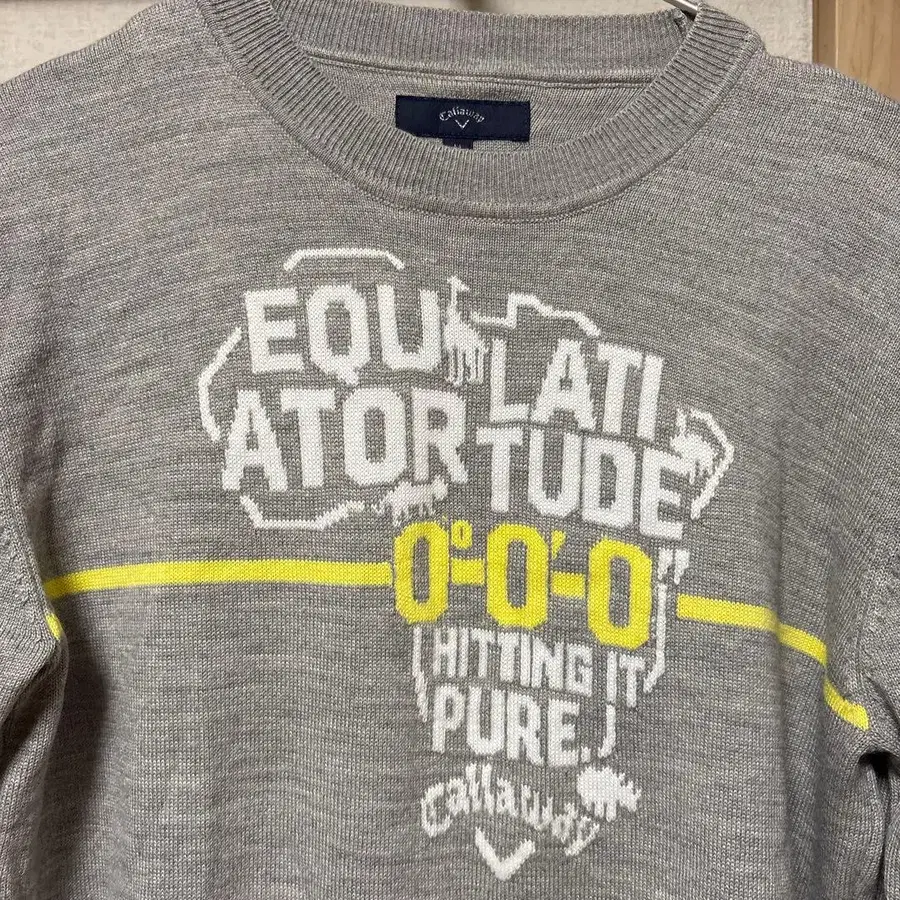 Callaway
EQU LATI
ATOR TUDE
0°-0'-0"
HITTING IT
PURE.
Callaway